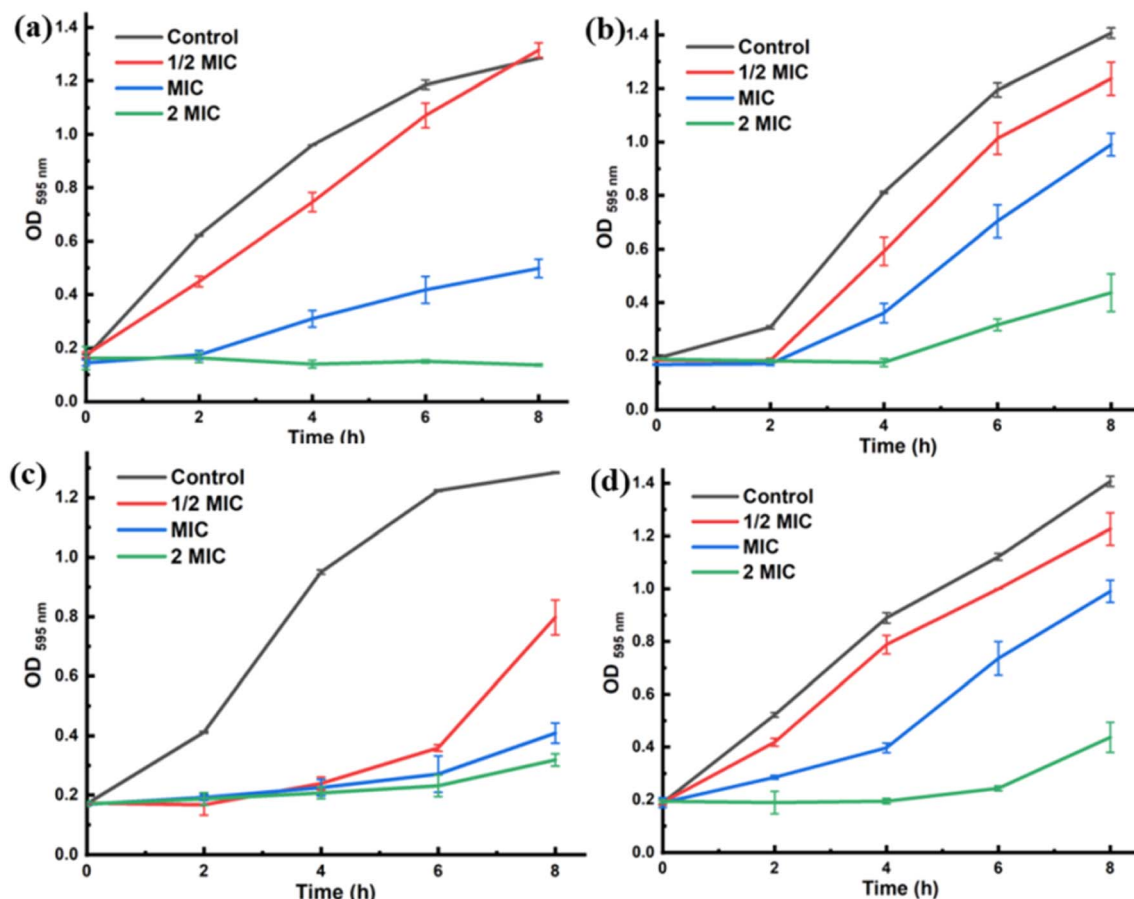 (a)
Control
1/2 MIC
MIC
2 MIC
OD 595 nm
1.4
1.2
1.0
0.8
0.6
0.4
0.2
0.0
0 2 4 6 8
Time (h)
(b)
Control
1/2 MIC
MIC
2 MIC
OD 595 nm
1.4
1.2
1.0
0.8
0.6
0.4
0.2
0.0
0 2 4 6 8
Time (h)
(c)
Control
1/2 MIC
MIC
2 MIC
OD 595 nm
1.2
1.0
0.8
0.6
0.4
0.2
0.0
0 2 4 6 8
Time (h)
(d)
Control
1/2 MIC
MIC
2 MIC
OD 595 nm
1.4
1.2
1.0
0.8
0.6
0.4
0.2
0.0
0 2 4 6 8
Time (h)